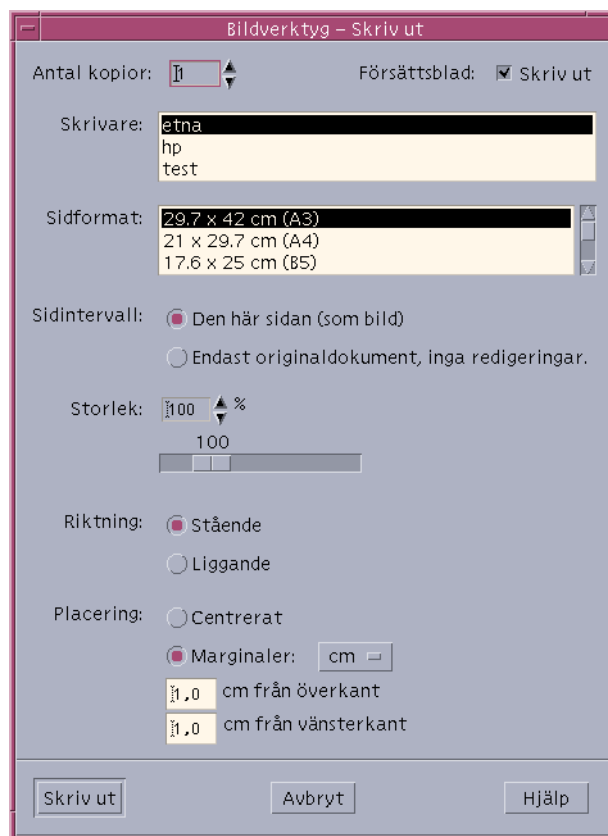 Bildverktyg – Skriv ut
Antal kopior: 1 Försättsblad: Skriv ut
Skrivare: etna
hp
test
Sidformat: 29.7 x 42 cm (A3)
21 x 29.7 cm (A4)
17.6 x 25 cm (B5)
Sidintervall: Den här sidan (som bild)
Endast originaldokument, inga redigeringar.
Storlek: 100 %
100
Riktning: Stående
Liggande
Placering: Centrerat
Marginaler: cm
1,0 cm från överkant
1,0 cm från vänsterkant
Skriv ut Avbryt Hjälp